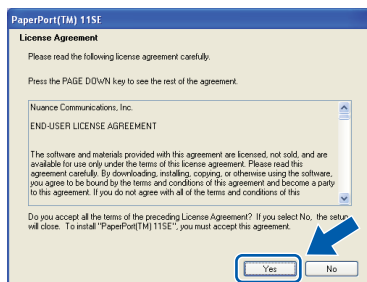 PaperPort(TM) 11SE
License Agreement
Please read the following license agreement carefully.
Press the PAGE DOWN key to see the rest of the agreement.
Nuance Communications, Inc.
END-USER LICENSE AGREEMENT
The software and materials provided with this agreement are licensed, not sold, and are
available for use only under the terms of this license agreement. Please read this
agreement carefully. By downloading, installing, copying, or otherwise using the software,
you agree to be bound by the terms and conditions of this agreement and become a party
to this agreement. If you do not agree with all of the terms and conditions of this
Do you accept all the terms of the preceding License Agreement? If you select No, the setup
will close. To install "PaperPort(TM) 11SE", you must accept this agreement.
Yes
No